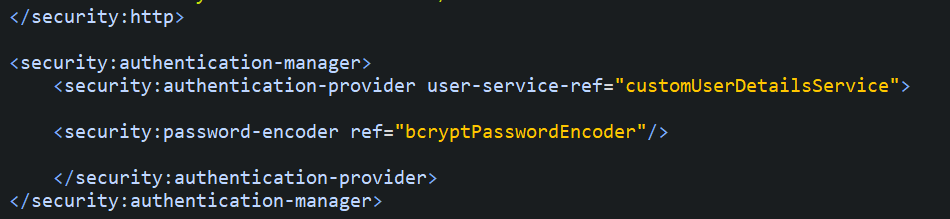 </security:http>
<security:authentication-manager>
<security:authentication-provider user-service-ref="customUserDetailsService">
<security:password-encoder ref="bcryptPasswordEncoder"/>
</security:authentication-provider>
</security:authentication-manager>